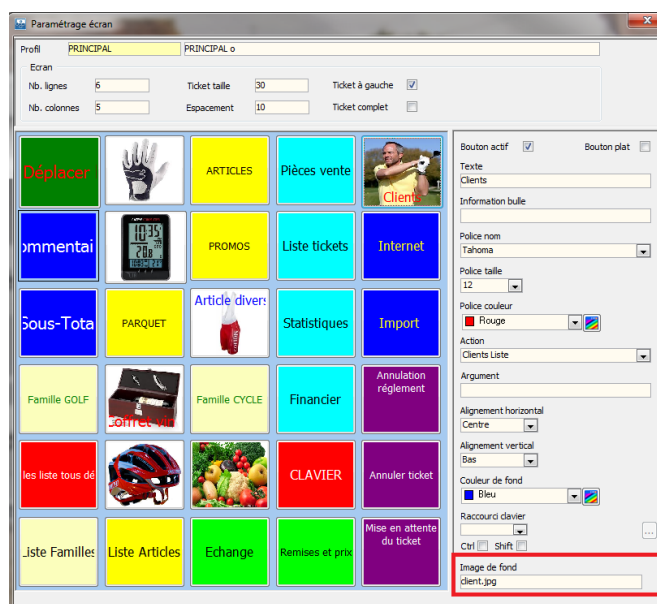 Paramétrage écran
Profil PRINCIPAL PRINCIPAL o
Ecran
Nb. lignes 6 Ticket taille 30 Ticket à gauche
Nb. colonnes 5 Espacement 10 Ticket complet
Déplacer ARTICLES Pièces vente Clients
ommentai PROMOS Liste tickets Internet
Sous-Tota PARQUET Article divers Statistiques Import
Famille GOLF Coffret vin Famille CYCLE Financier Annulation
réglement
les liste tous dé CLAVIER Annuler ticket
Liste Familles Liste Articles Echange Remises et prix Mise en attente
du ticket
Bouton actif Bouton plat
Texte
Clients
Information bulle
Police nom
Tahoma
Police taille
12
Police couleur
Rouge
Action
Clients Liste
Argument
Alignement horizontal
Centre
Alignement vertical
Bas
Couleur de fond
Bleu
Raccourci clavier
...
Ctrl Shift
Image de fond
client.jpg